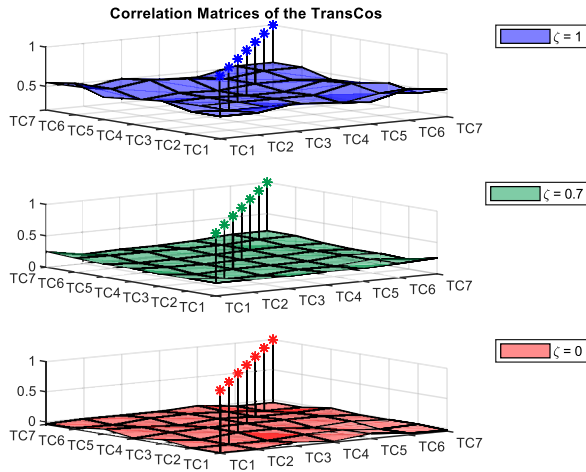 Correlation Matrices of the TransCos
1
0.5
TC7
TC6
TC5
TC4
TC3
TC2
TC1
TC1
TC2
TC3
TC4
TC5
TC6
TC7
ζ = 1
1
0.5
0
TC7
TC6
TC5
TC4
TC3
TC2
TC1
TC1
TC2
TC3
TC4
TC5
TC6
TC7
ζ = 0.7
1
0.5
0
TC7
TC6
TC5
TC4
TC3
TC2
TC1
TC1
TC2
TC3
TC4
TC5
TC6
TC7
ζ = 0